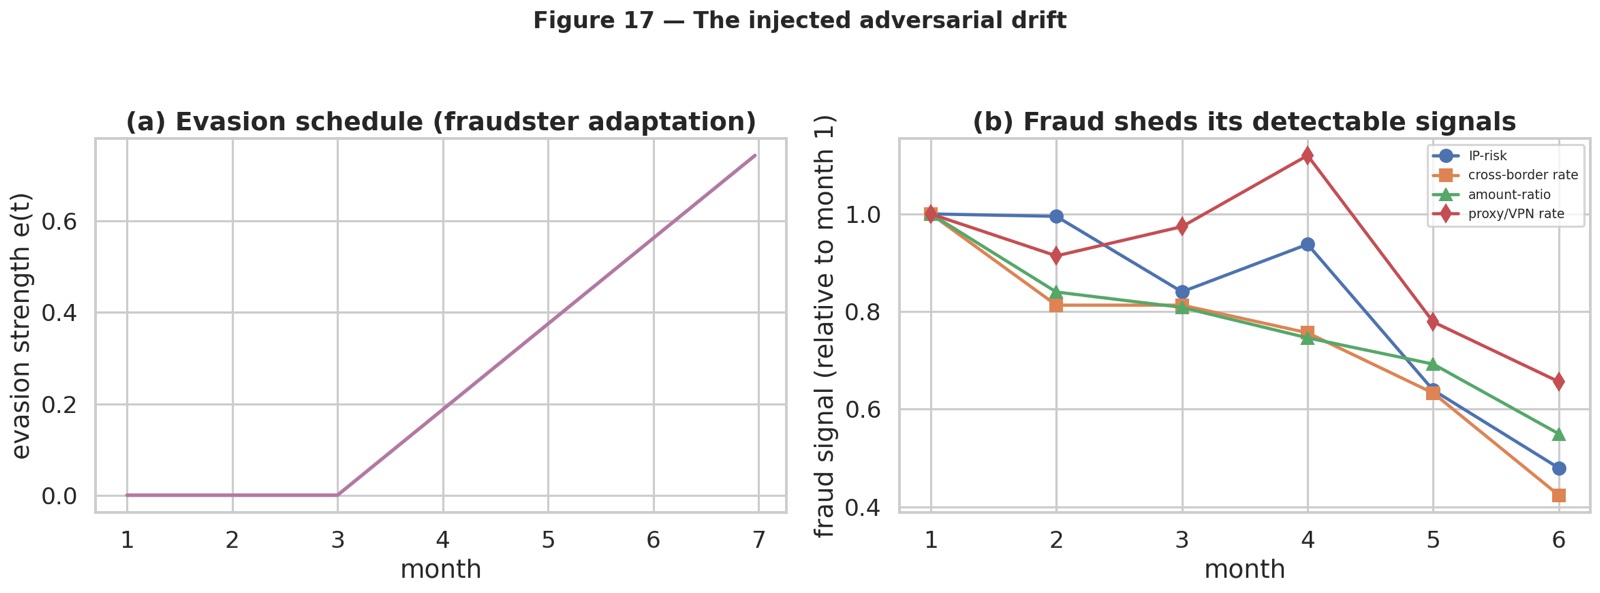 Figure 17 — The injected adversarial drift
(a) Evasion schedule (fraudster adaptation)
evasion strength e(t)
0.6
0.4
0.2
0.0
1 2 3 4 5 6 7
month
(b) Fraud sheds its detectable signals
fraud signal (relative to month 1)
1.0
0.8
0.6
0.4
IP-risk
cross-border rate
amount-ratio
proxy/VPN rate
1 2 3 4 5 6
month